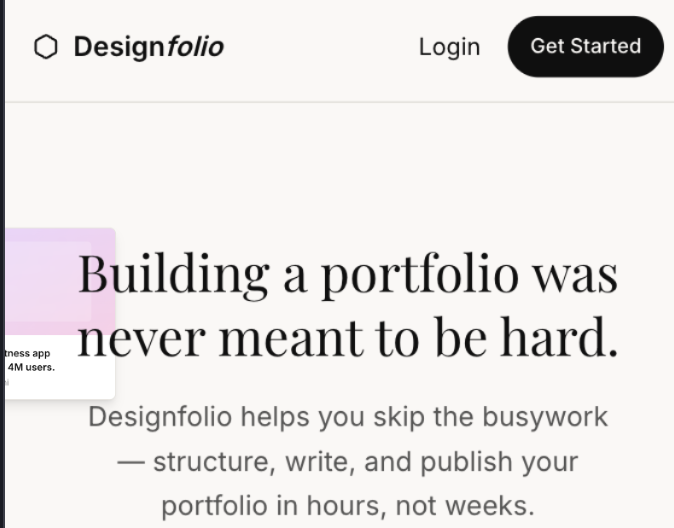 Designfolio
Login
Get Started
Building a portfolio was
never meant to be hard.
tness app
4M users.
Designfolio helps you skip the busywork
— structure, write, and publish your
portfolio in hours, not weeks.